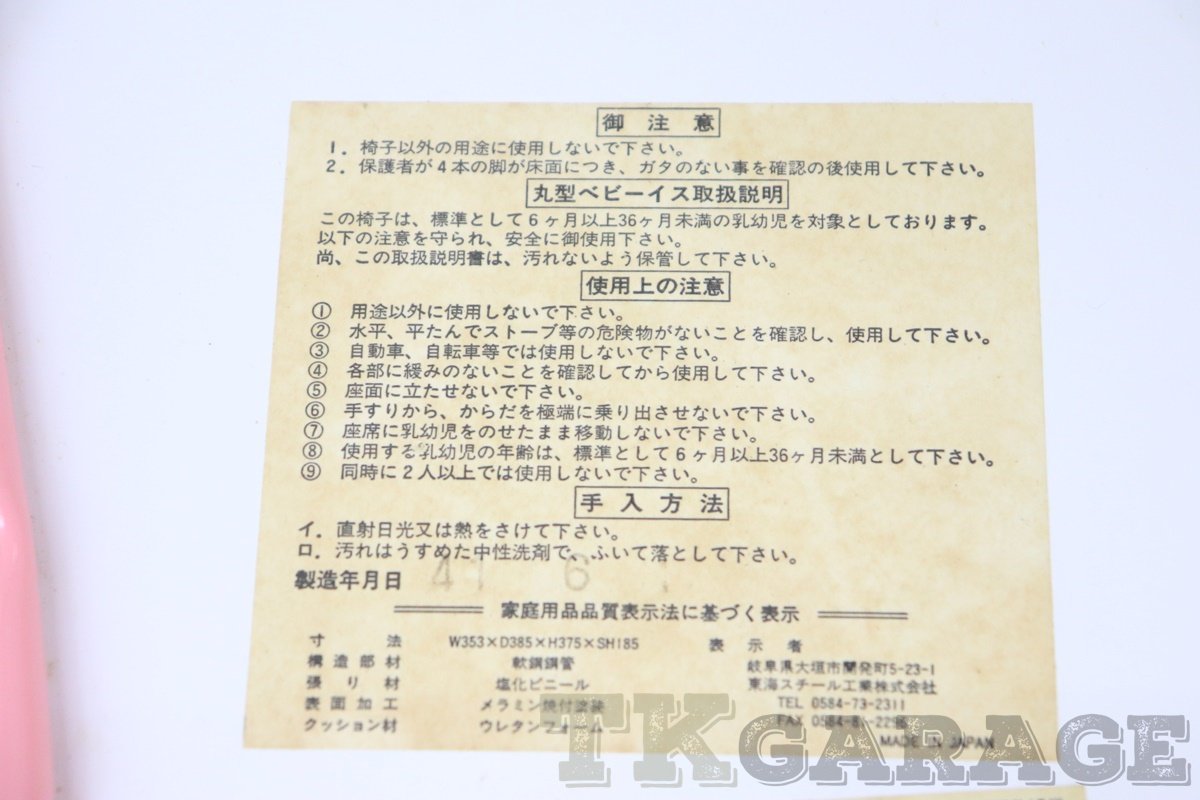 御 注 意
1. 椅子以外の用途に使用しないで下さい。
2. 保護者が4本の脚が床面につき、ガタのない事を確認の後使用して下さい。
丸型ベビーイス取扱説明
この椅子は、標準として6ヶ月以上36ヶ月未満の乳幼児を対象としております。
以下の注意を守られ、安全に御使用下さい。
尚、この取扱説明書は、汚れないよう保管して下さい。
使用上の注意
① 用途以外に使用しないで下さい。
② 水平、平たんでストーブ等の危険物がないことを確認し、使用して下さい。
③ 自動車、自転車等では使用しないで下さい。
④ 各部に緩みのないことを確認してから使用して下さい。
⑤ 座面に立たせないで下さい。
⑥ 手すりから、からだを極端に乗り出させないで下さい。
⑦ 座席に乳幼児をのせたまま移動しないで下さい。
⑧ 使用する乳幼児の年齢は、標準として6ヶ月以上36ヶ月未満として下さい。
⑨ 同時に2人以上では使用しないで下さい。
手 入 方 法
イ. 直射日光又は熱をさけて下さい。
ロ. 汚れはうすめた中性洗剤で、ふいて落として下さい。
製造年月日 41 6
家庭用品品質表示法に基づく表示
寸 法 W353×D385×H375×SH185 表 示 者
構造部材 軟鋼鋼管 岐阜県大垣市開発町5-23-1
張り材 塩化ビニール 東海スチール工業株式会社
表面加工 メラミン焼付塗装 TEL 0584-73-2311
クッション材 ウレタンフォーム FAX
MADE IN JAPAN
TKGARAGE